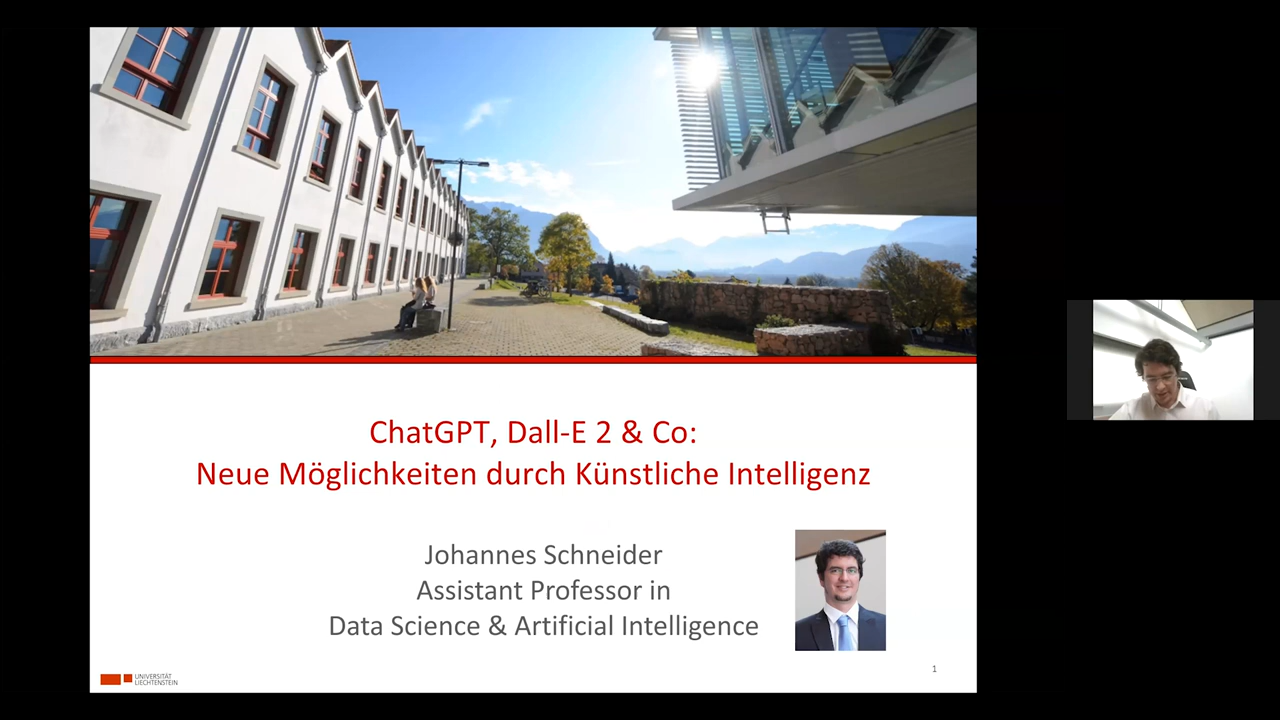 ChatGPT, Dall-E 2 & Co:
Neue Möglichkeiten durch Künstliche Intelligenz
Johannes Schneider
Assistant Professor in
Data Science & Artificial Intelligence
UNIVERSITÄT
LIECHTENSTEIN
1